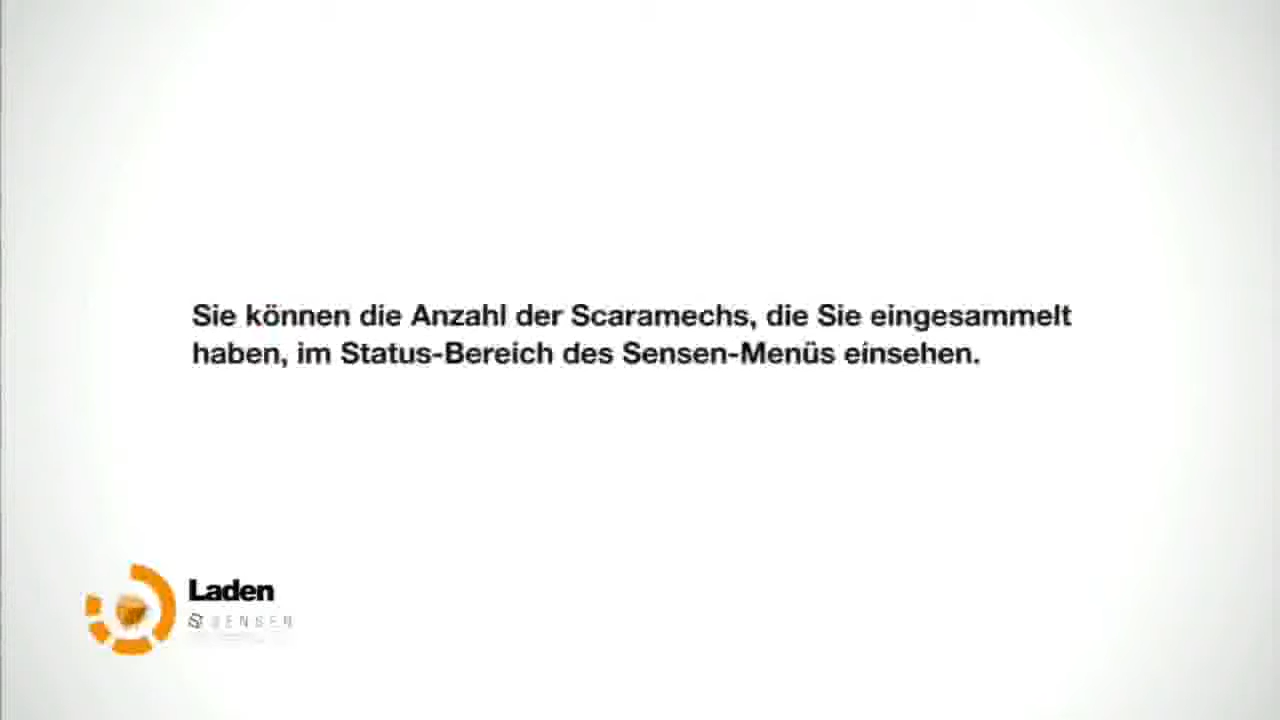 Sie können die Anzahl der Scaramechs, die Sie eingesammelt
haben, im Status-Bereich des Sensen-Menüs einsehen.
Laden
SENSEN